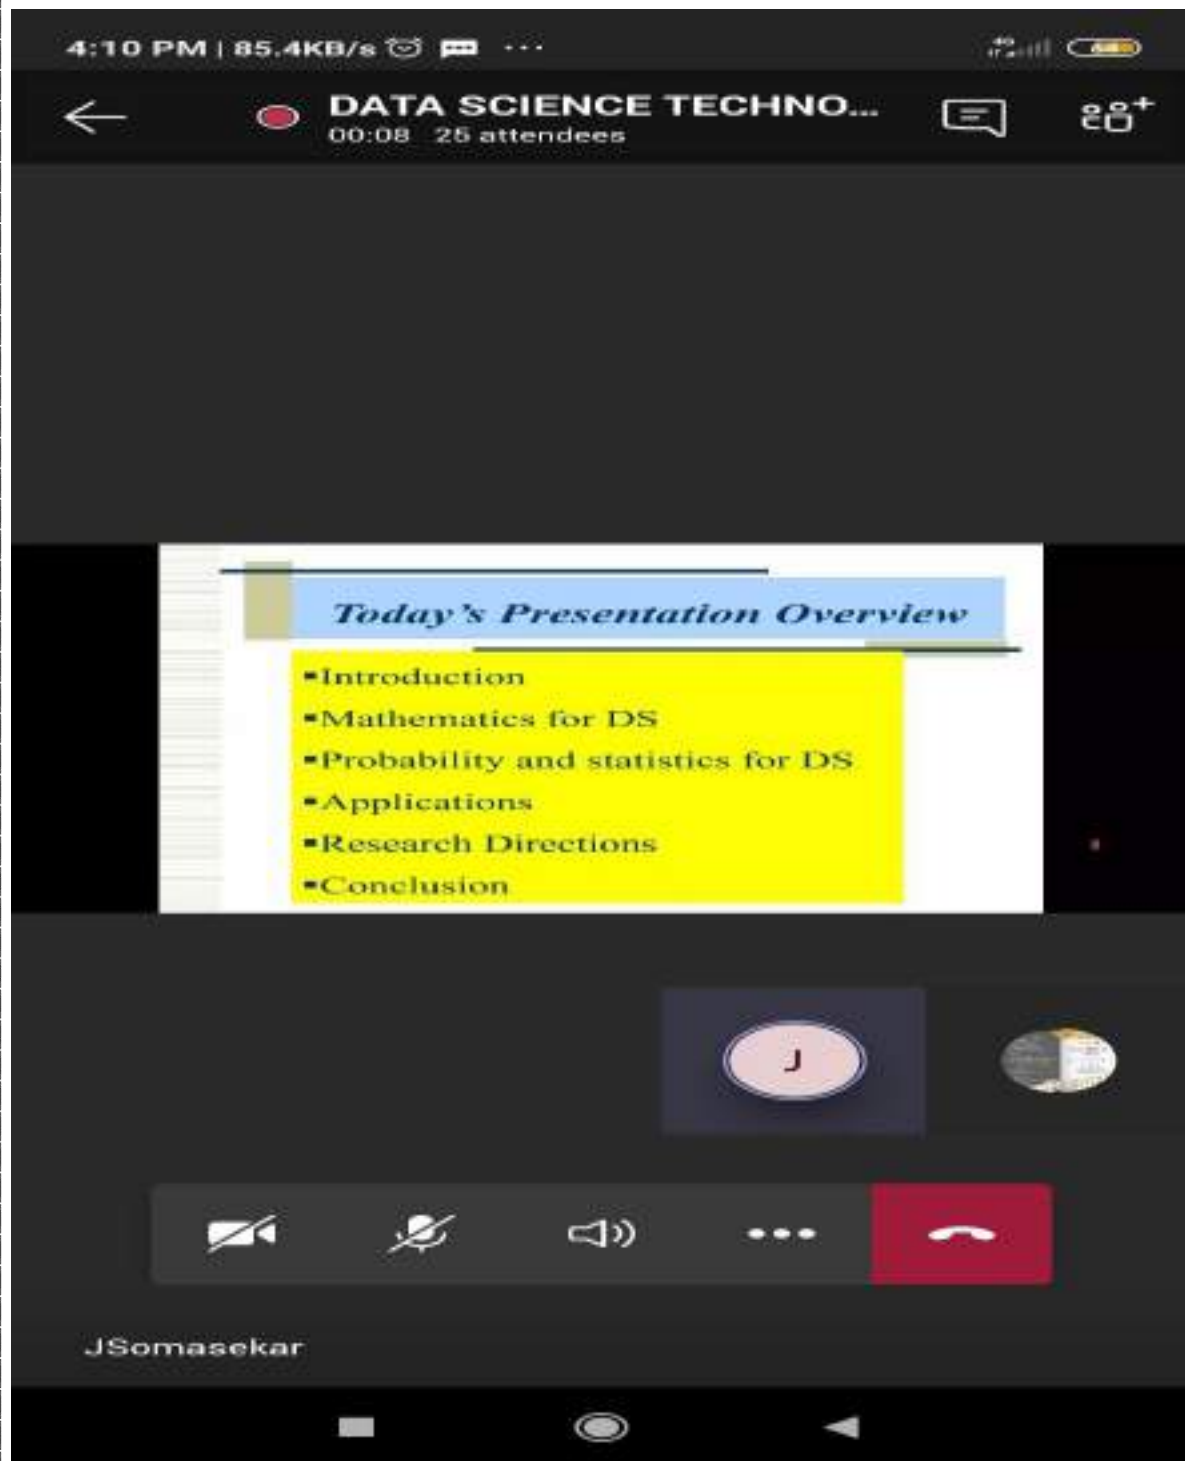 4:10 PM | 85.4KB/s ...
DATA SCIENCE TECHNO...
00:08 25 attendees
Today's Presentation Overview
▪Introduction
▪Mathematics for DS
▪Probability and statistics for DS
▪Applications
▪Research Directions
▪Conclusion
J
JSomasekar